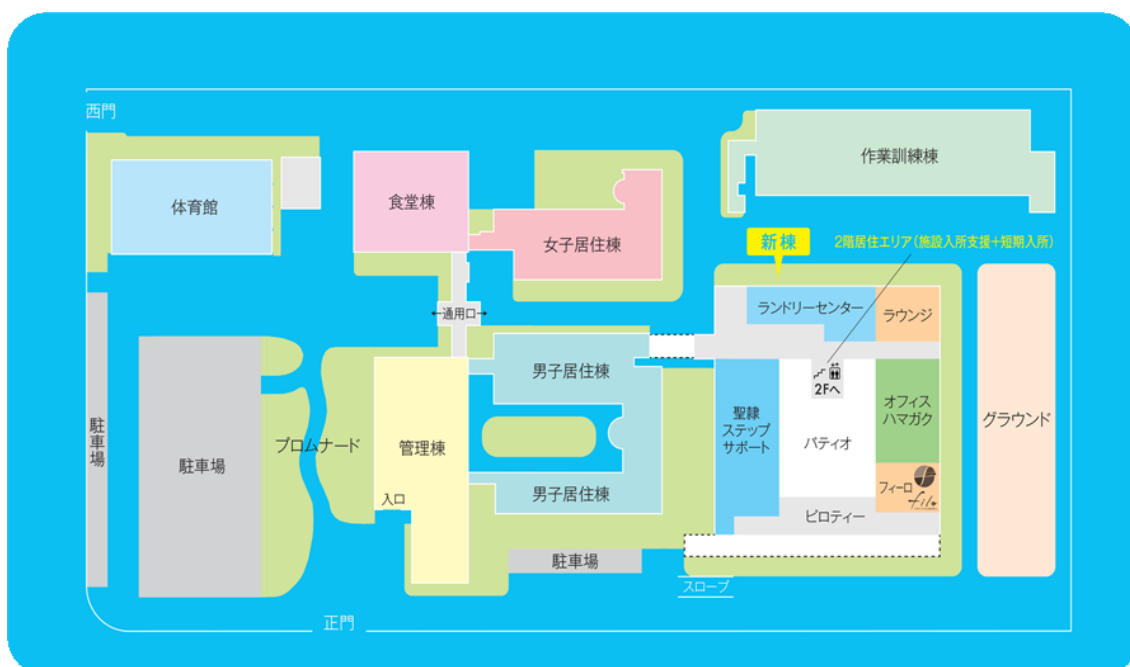 西門
体育館
食堂棟
女子居住棟
作業訓練棟
新棟
2階居住エリア(施設入所支援+短期入所)
ランドリーセンター
ラウンジ
←通用口→
男子居住棟
2Fへ
聖隷
ステップ
サポート
パティオ
オフィス
ハマガク
グラウンド
駐車場
駐車場
プロムナード
管理棟
入口
男子居住棟
フィーロ
filo
ピロティー
駐車場
スロープ
正門